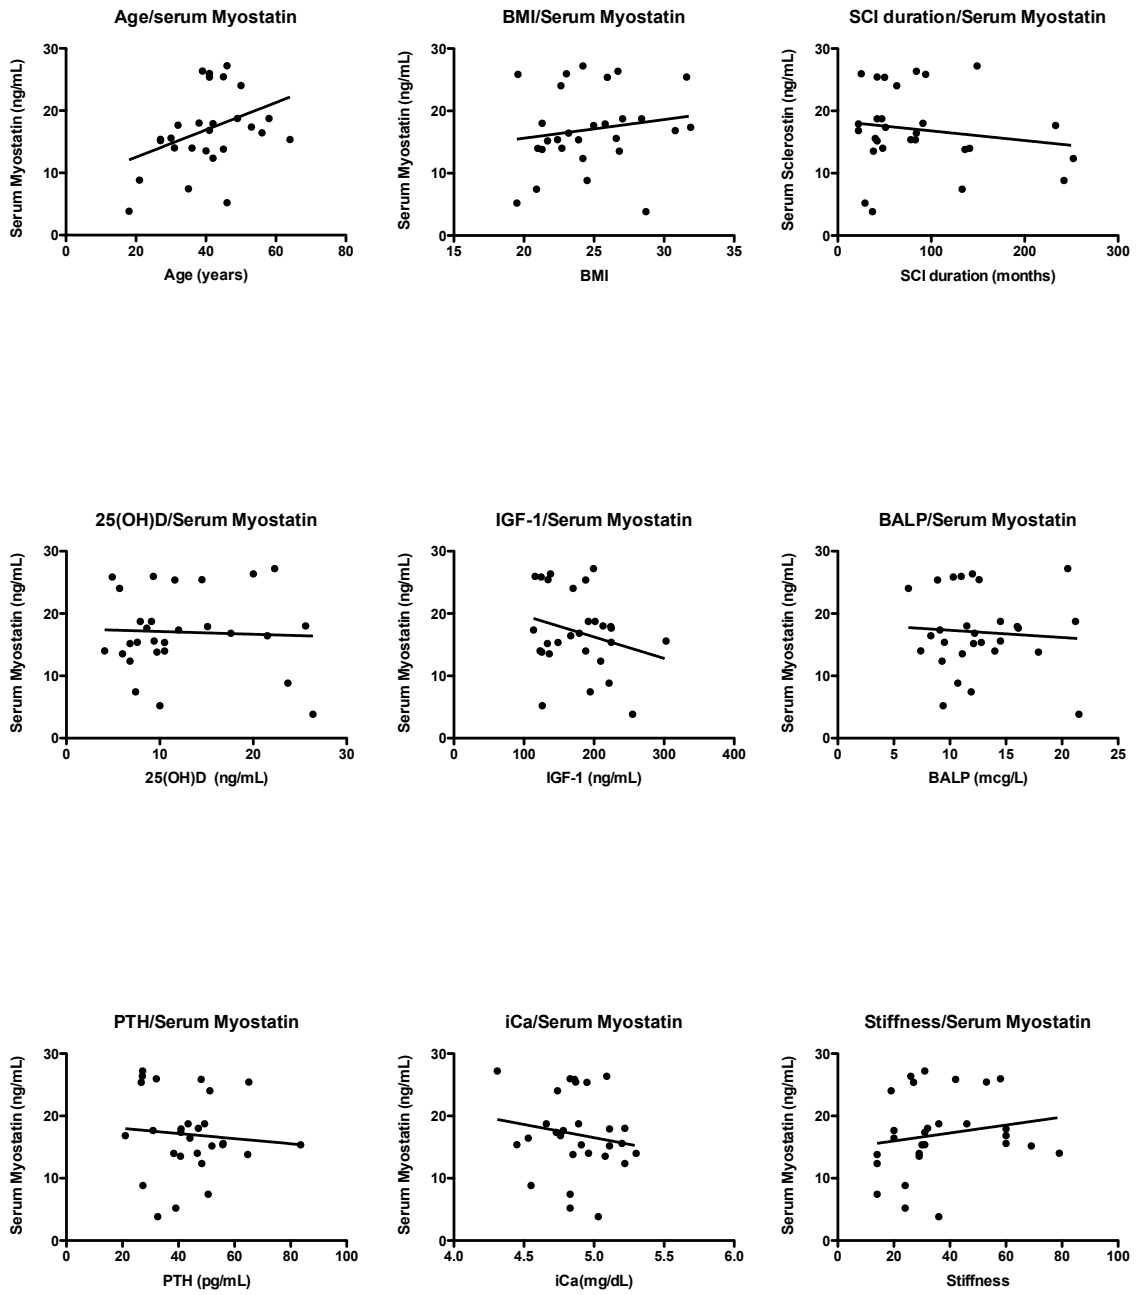 Age/serum Myostatin
BMI/Serum Myostatin
SCI duration/Serum Myostatin
Serum Myostatin (ng/mL)
30
20
10
0
0 20 40 60 80
Age (years)
Serum Myostatin (ng/mL)
30
20
10
0
15 20 25 30 35
BMI
Serum Sclerostin (ng/mL)
30
20
10
0
0 100 200 300
SCI duration (months)
25(OH)D/Serum Myostatin
IGF-1/Serum Myostatin
BALP/Serum Myostatin
Serum Myostatin (ng/mL)
30
20
10
0
0 10 20 30
25(OH)D (ng/mL)
Serum Myostatin (ng/mL)
30
20
10
0
0 100 200 300 400
IGF-1 (ng/mL)
Serum Myostatin (ng/mL)
30
20
10
0
0 5 10 15 20 25
BALP (mcg/L)
PTH/Serum Myostatin
iCa/Serum Myostatin
Stiffness/Serum Myostatin
Serum Myostatin (ng/mL)
30
20
10
0
0 20 40 60 80 100
PTH (pg/mL)
Serum Myostatin (ng/mL)
30
20
10
0
4.0 4.5 5.0 5.5 6.0
iCa(mg/dL)
Serum Myostatin (ng/mL)
30
20
10
0
0 20 40 60 80 100
Stiffness